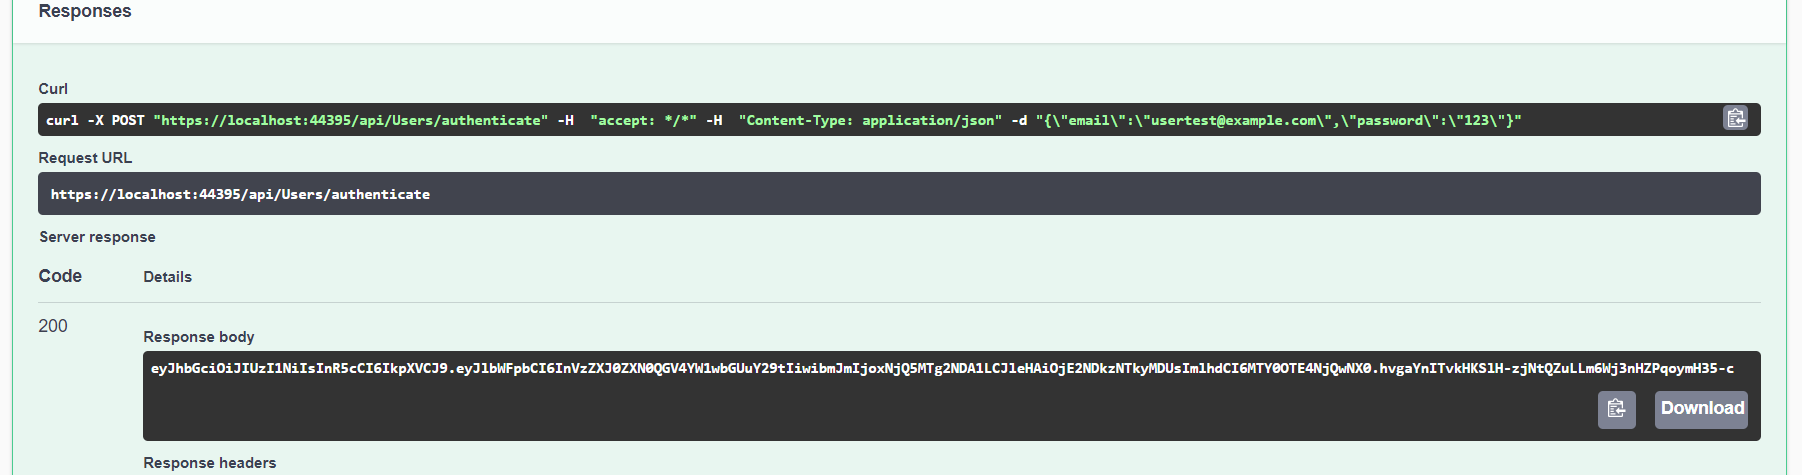 Responses
Curl
curl -X POST "https://localhost:44395/api/Users/authenticate" -H  "accept: */*" -H  "Content-Type: application/json" -d "{\"email\":\"usertest@example.com\",\"password\":\"123\"}"
Request URL
https://localhost:44395/api/Users/authenticate
Server response
Code Details
200
Response body
eyJhbGciOiJIUzI1NiIsInR5cCI6IkpXVCJ9.eyJlbWFpbCI6InVzZXJ0ZXN0QGV4YW1wbGUuY29tIiwibmJmIjoxNjQ5MTg2NDA1LCJleHAiOjE2NDkzNTkyMDUsImlhdCI6MTY0OTE4NjQwNX0.hvgaYnITvkHKSlH-zjNtQZuLLm6Wj3nHZPqoymH35-c
Download
Response headers